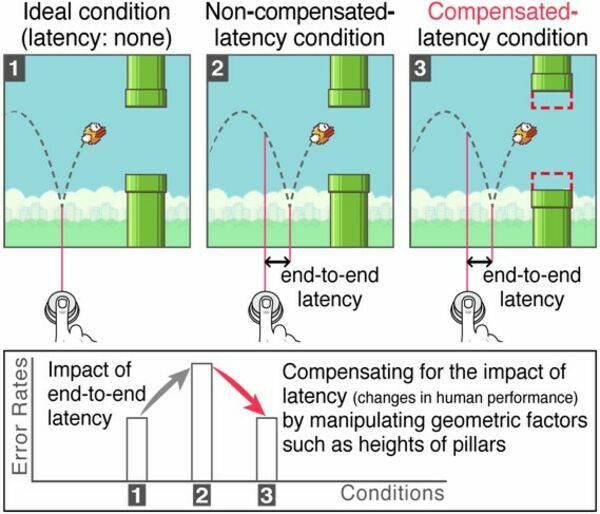 Ideal condition
(latency: none)
Non-compensated-
latency condition
Compensated-
latency condition
1
2
3
end-to-end
latency
end-to-end
latency
Error Rates
Impact of
end-to-end
latency
Compensating for the impact of
latency (changes in human performance)
by manipulating geometric factors
such as heights of pillars
1
2
3
Conditions